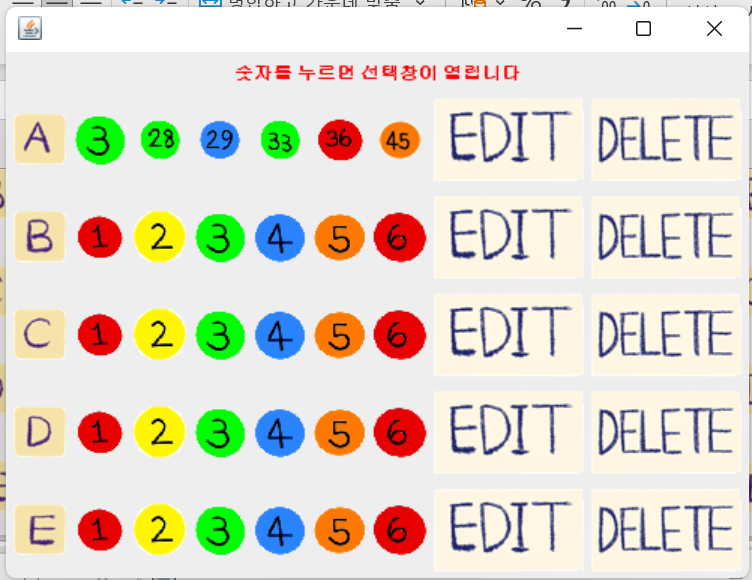 숫자를 누르면 선택창이 열립니다
A 3 28 29 33 36 45 EDIT DELETE
B 1 2 3 4 5 6 EDIT DELETE
C 1 2 3 4 5 6 EDIT DELETE
D 1 2 3 4 5 6 EDIT DELETE
E 1 2 3 4 5 6 EDIT DELETE